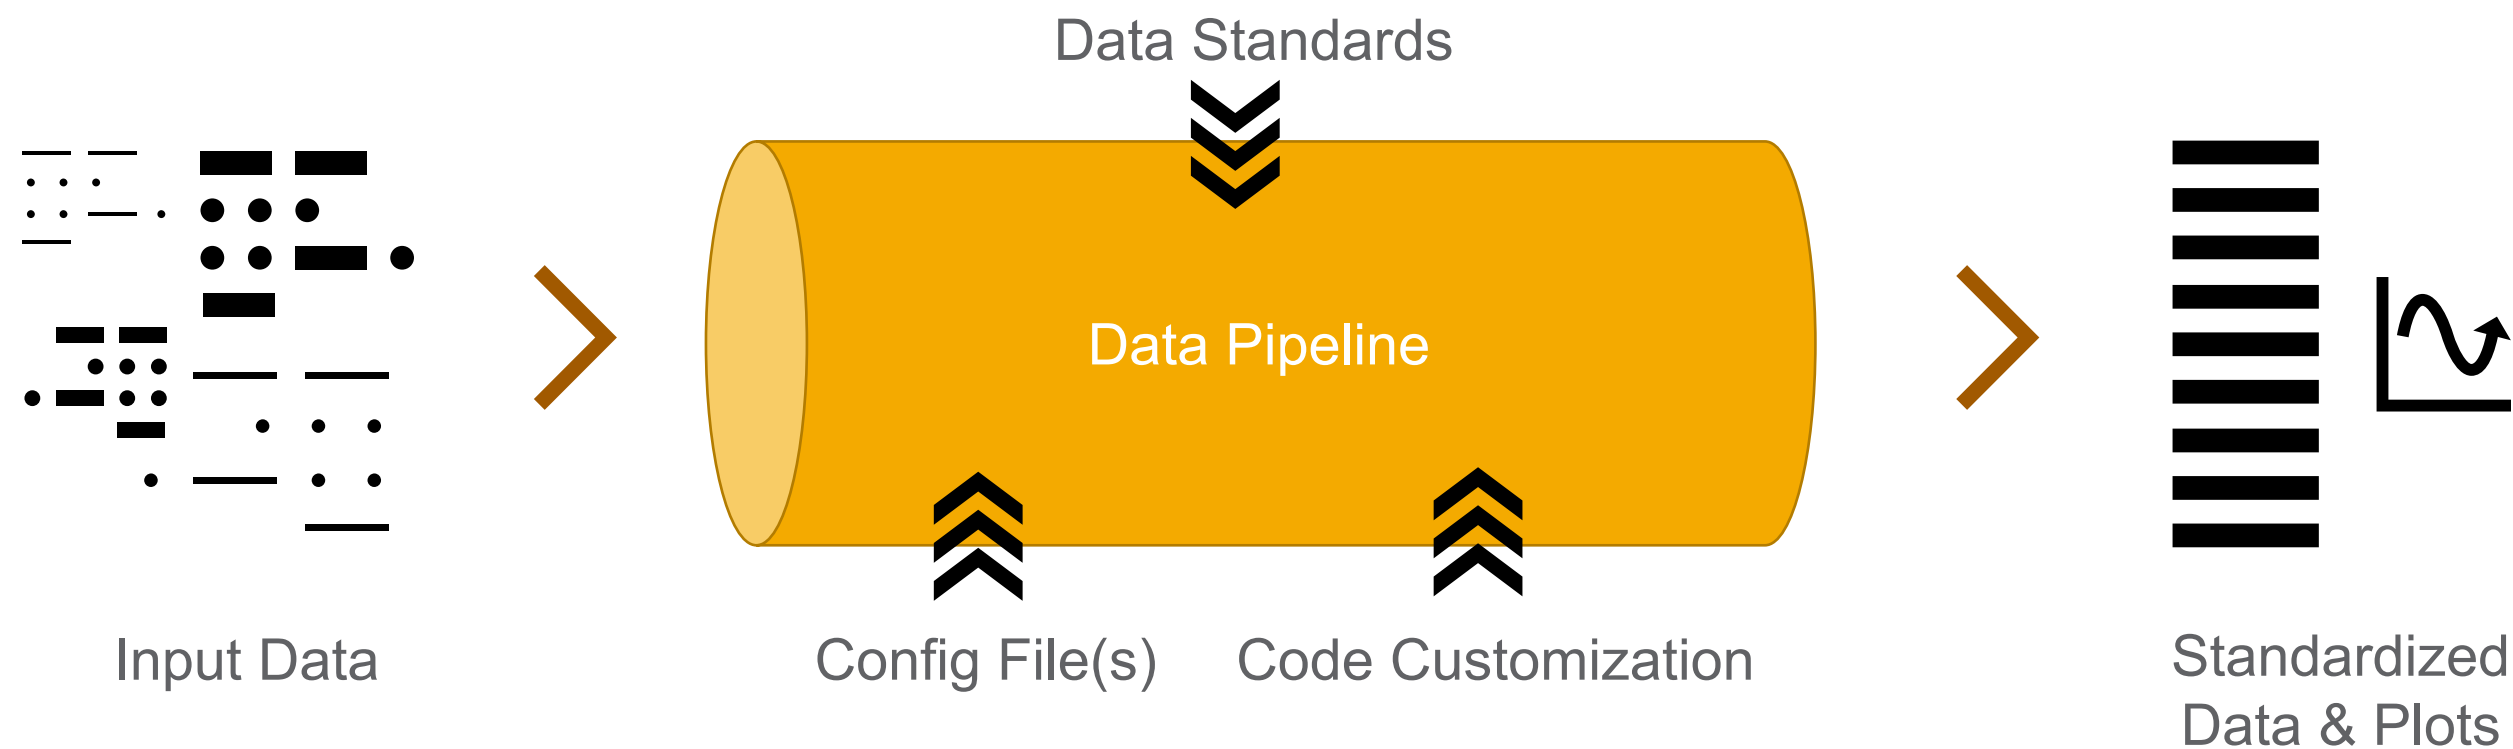 Data Standards
Data Pipeline
Input Data
Config File(s)
Code Customization
Standardized
Data & Plots